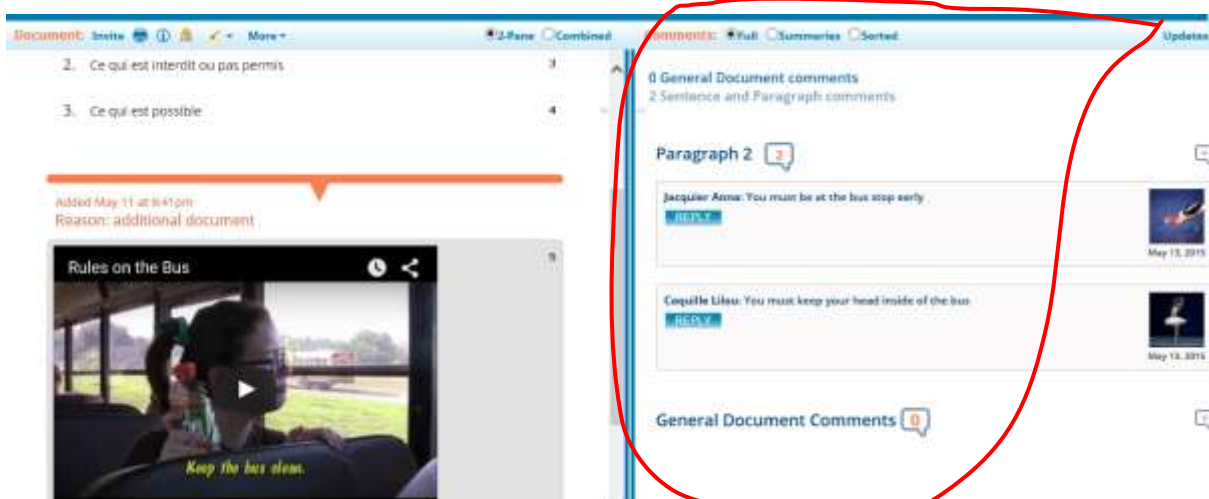 Document: Invite More
2-Pane Combined
2. Ce qui est interdit ou pas permis 3
3. Ce qui est possible 4
Added May 11 at 6:41pm
Reason: additional document
5
Rules on the Bus
Keep the bus clean.
Comments: Full Summaries Sorted
Updates
0 General Document comments
2 Sentence and Paragraph comments
Paragraph 2 2
Jacquier Anna: You must be at the bus stop early
REPLY
May 13, 2015
Coquille Lilou: You must keep your head inside of the bus
REPLY
May 13, 2015
General Document Comments 0